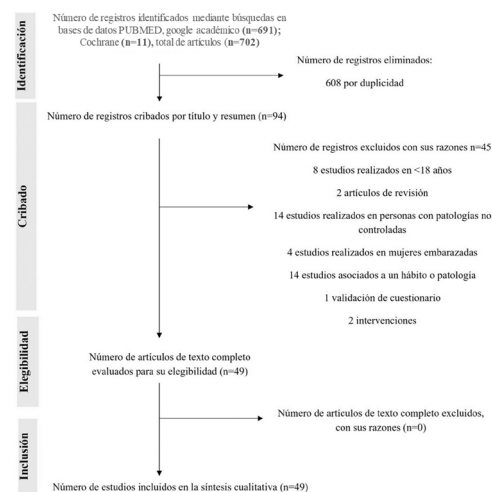 Identificación
Número de registros identificados mediante búsquedas en
bases de datos PUBMED, google académico (n=691);
Cochrane (n=11), total de artículos (n=702)
Número de registros eliminados:
608 por duplicidad
Cribado
Número de registros cribados por título y resumen (n=94)
Número de registros excluidos con sus razones n=45
8 estudios realizados en <18 años
2 artículos de revisión
14 estudios realizados en personas con patologías no
controladas
4 estudios realizados en mujeres embarazadas
14 estudios asociados a un hábito o patología
1 validación de cuestionario
2 intervenciones
Elegibilidad
Número de artículos de texto completo
evaluados para su elegibilidad (n=49)
Número de artículos de texto completo excluidos,
con sus razones (n=0)
Inclusión
Número de estudios incluidos en la síntesis cualitativa (n=49)